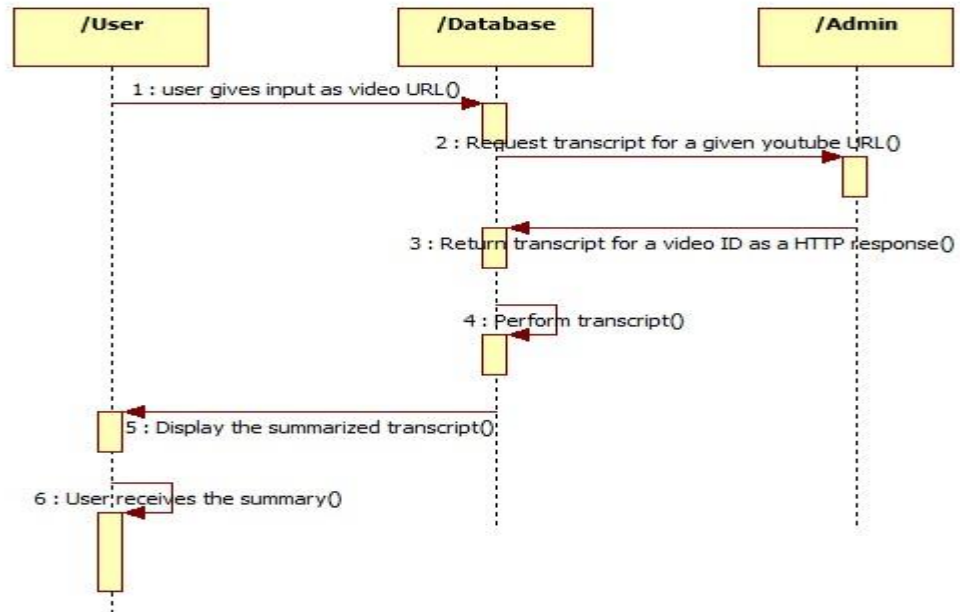 /User
/Database
/Admin
1 : user gives input as video URL()
2 : Request transcript for a given youtube URL()
3 : Return transcript for a video ID as a HTTP response()
4 : Perform transcript()
5 : Display the summarized transcript()
6 : User receives the summary()